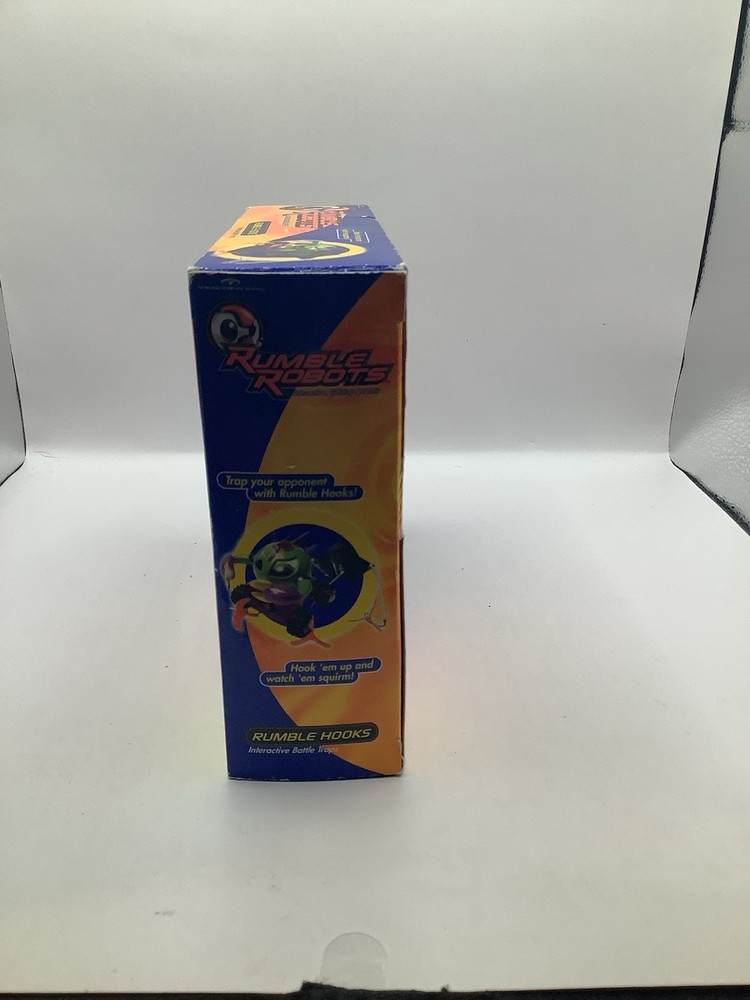 RUMBLE
ROBOTS
Trap your opponent
with Rumble Hooks!
Hook 'em up and
watch 'em squirm!
RUMBLE HOOKS
Interactive Battle Traps